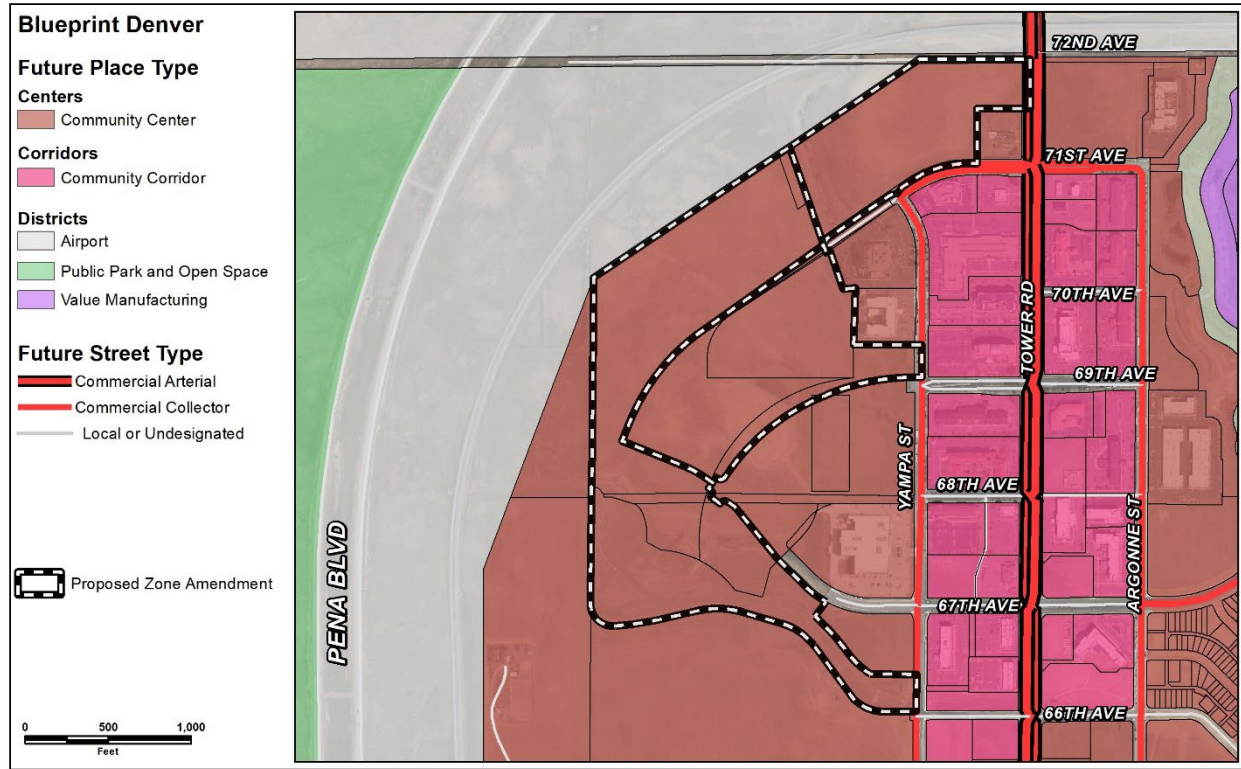 Blueprint Denver
Future Place Type
Centers
Community Center
Corridors
Community Corridor
Districts
Airport
Public Park and Open Space
Value Manufacturing
Future Street Type
Commercial Arterial
Commercial Collector
Local or Undesignated
Proposed Zone Amendment
0 500 1,000
Feet
72ND AVE
71ST AVE
70TH AVE
TOWER RD
69TH AVE
YAMPA ST
68TH AVE
ARGONNE ST
PENA BLVD
67TH AVE
66TH AVE